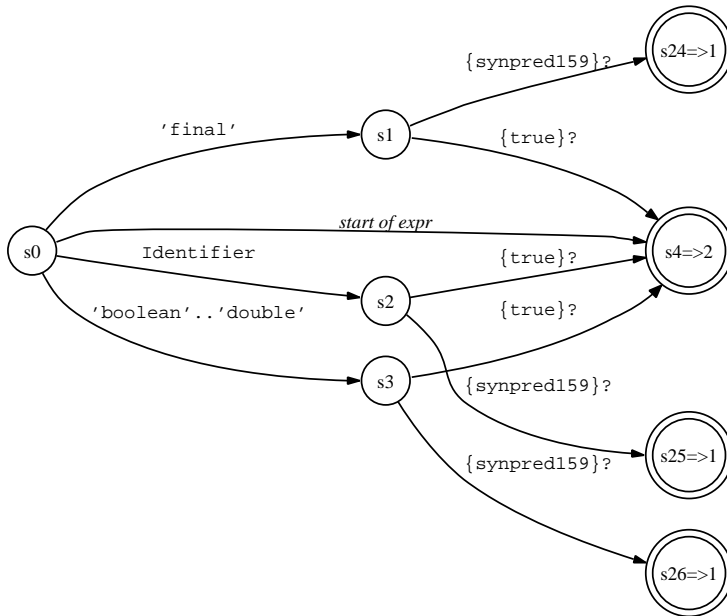 s24=>1
{synpred159}?
'final'
s1
{true}?
start of expr
s0
Identifier
{true}?
s4=>2
s2
'boolean'..'double'
{true}?
s3
{synpred159}?
s25=>1
{synpred159}?
s26=>1